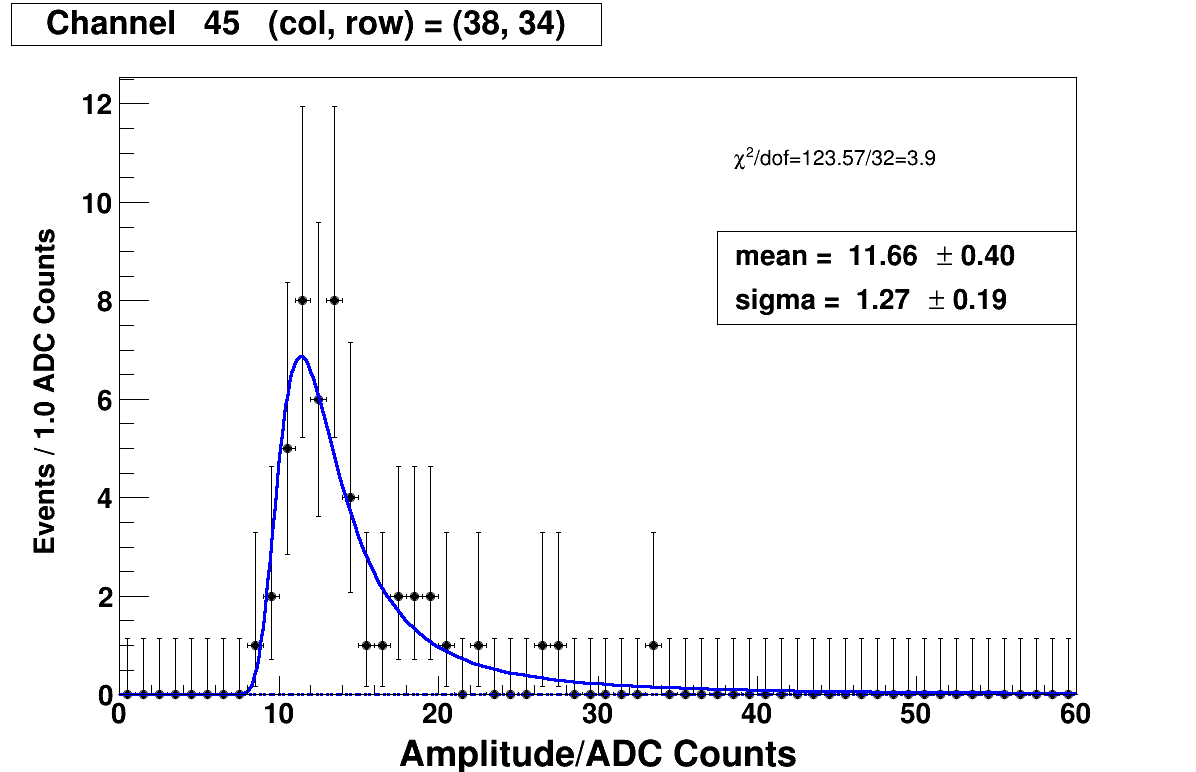 Channel 45 (col, row) = (38, 34)
12
10
8
6
4
2
0
Events / 1.0 ADC Counts
χ²/dof=123.57/32=3.9
mean = 11.66 ± 0.40
sigma = 1.27 ± 0.19
0 10 20 30 40 50 60
Amplitude/ADC Counts